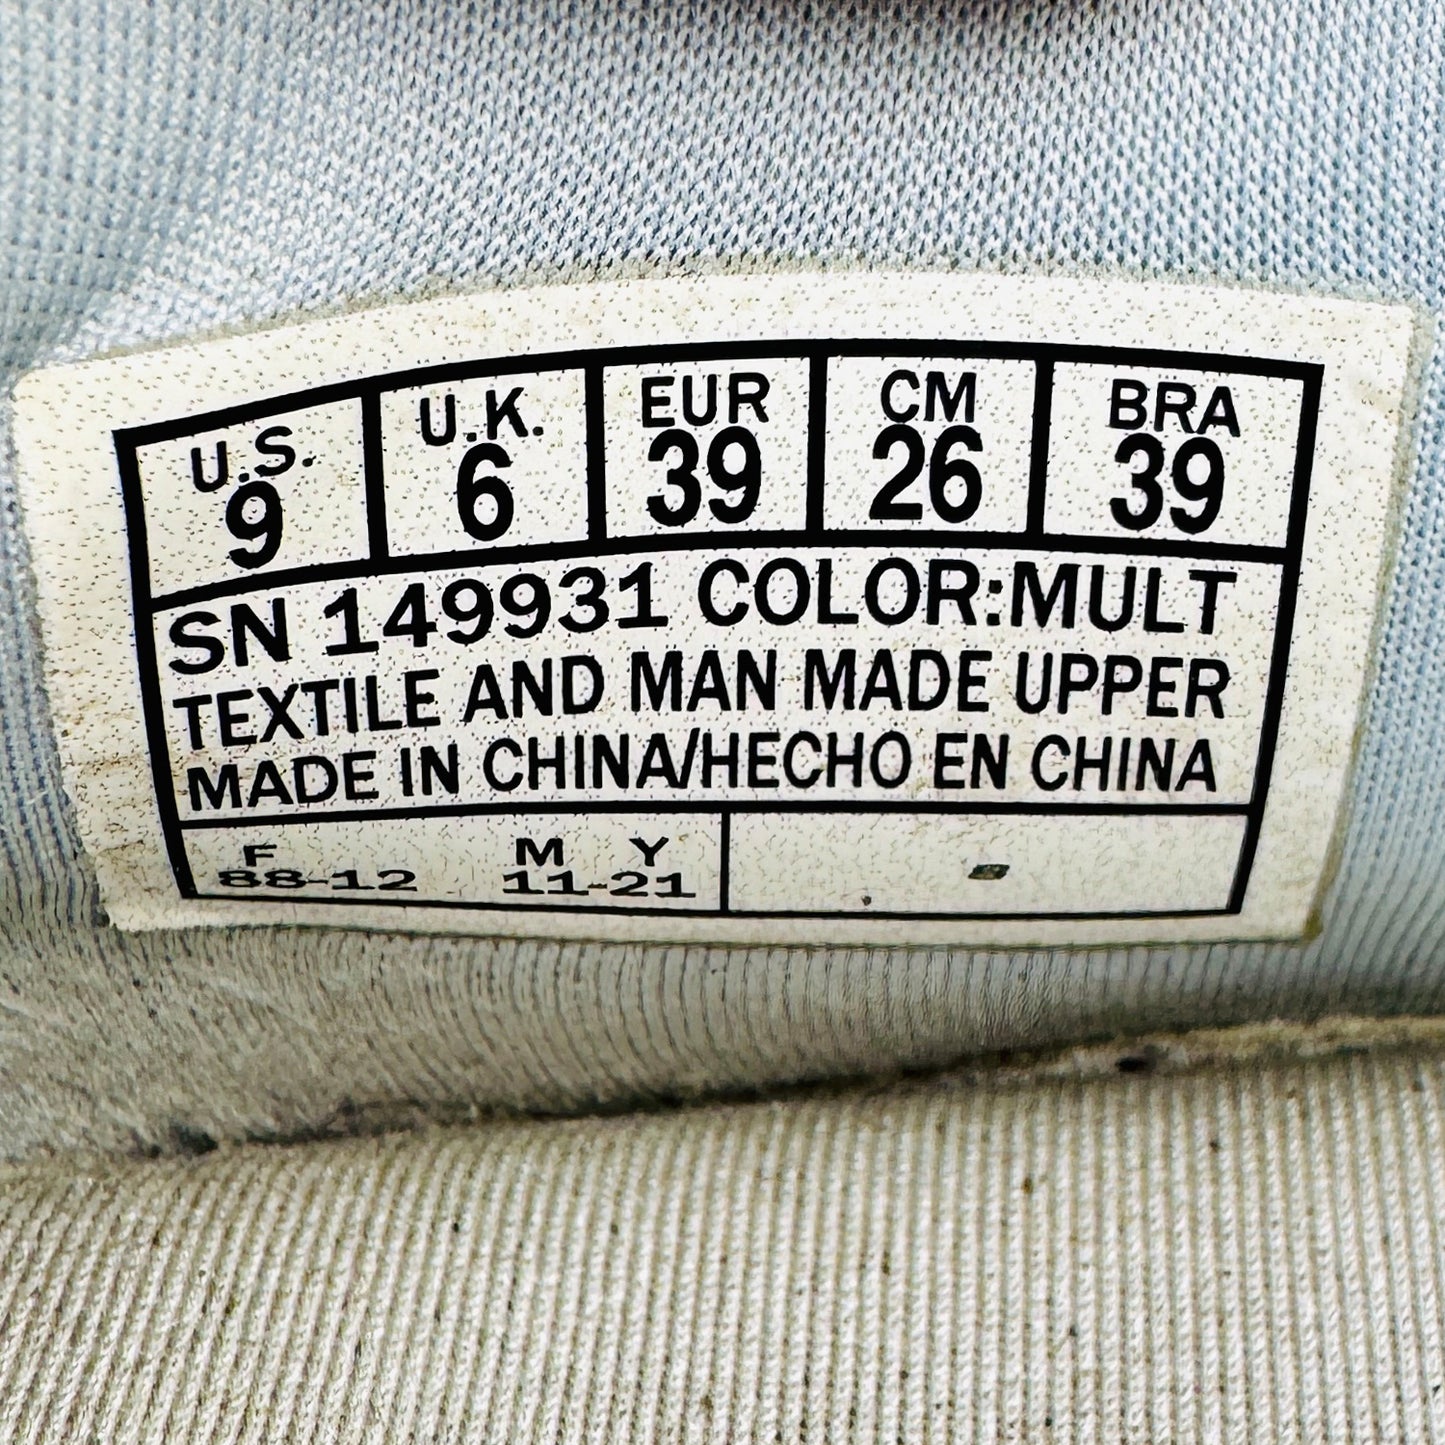 U.S. U.K. EUR CM BRA
9 6 39 26 39
SN 149931 COLOR:MULT
TEXTILE AND MAN MADE UPPER
MADE IN CHINA/HECHO EN CHINA
F M Y
88-12 11-21